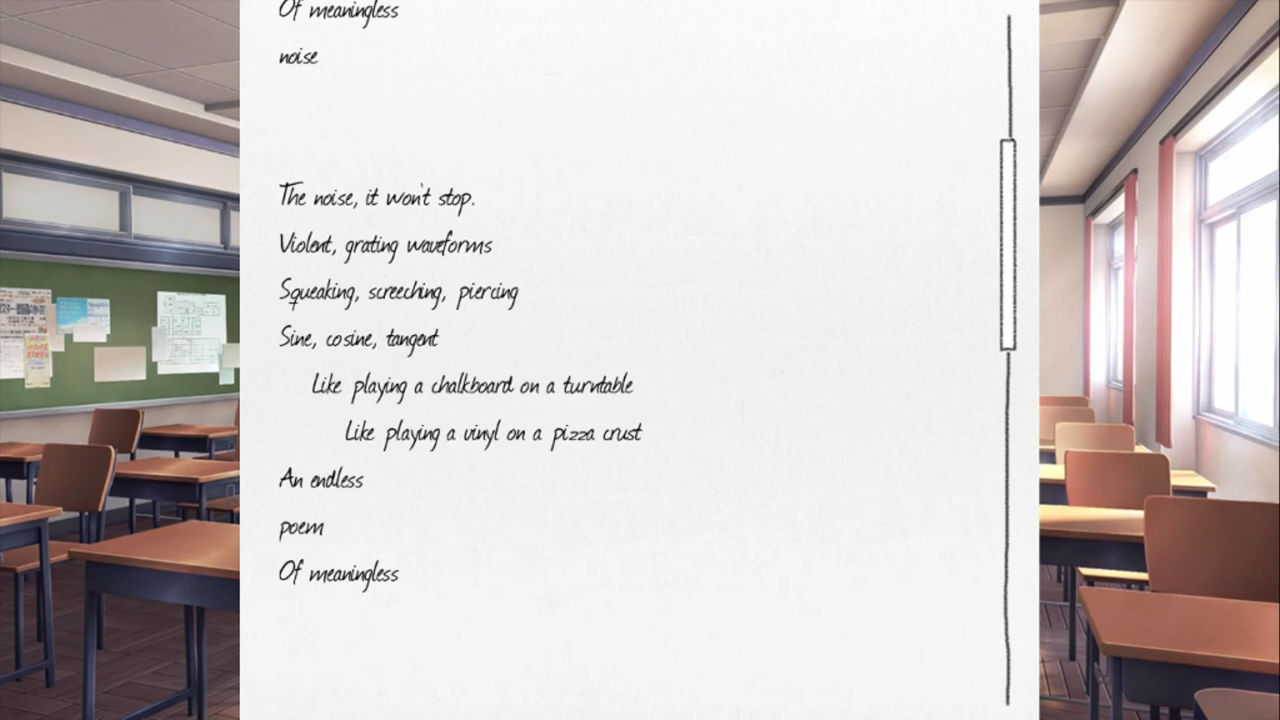 Of meaningless
noise
The noise, it won't stop.
Violent, grating waveforms
Squeaking, screeching, piercing
Sine, cosine, tangent
Like playing a chalkboard on a turntable
Like playing a vinyl on a pizza crust
An endless
poem
Of meaningless